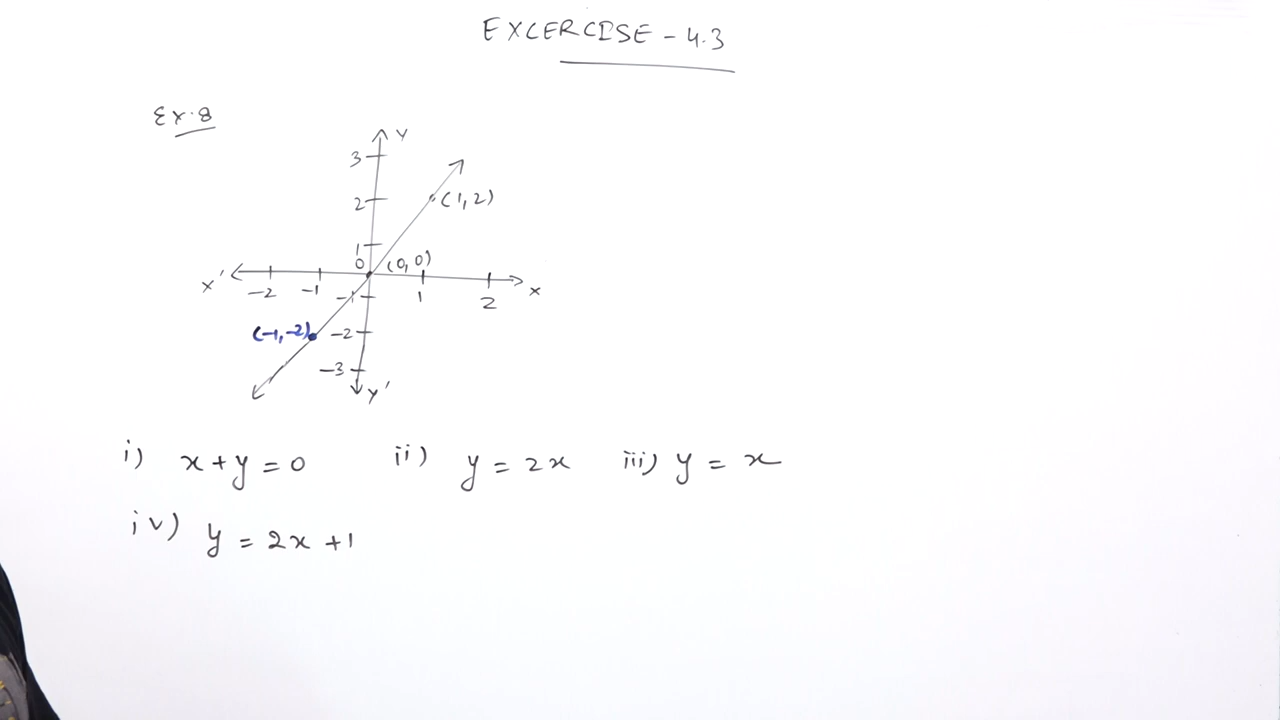 EXCERCISE - 4.3
Ex.8
Y
3
(1,2)
2
1
0 (0,0)
X' -2 -1 1 2 X
-1
(-1,-2) -2
-3
Y'
i) x+y=0 ii) y=2x iii) y=x
iv) y=2x+1